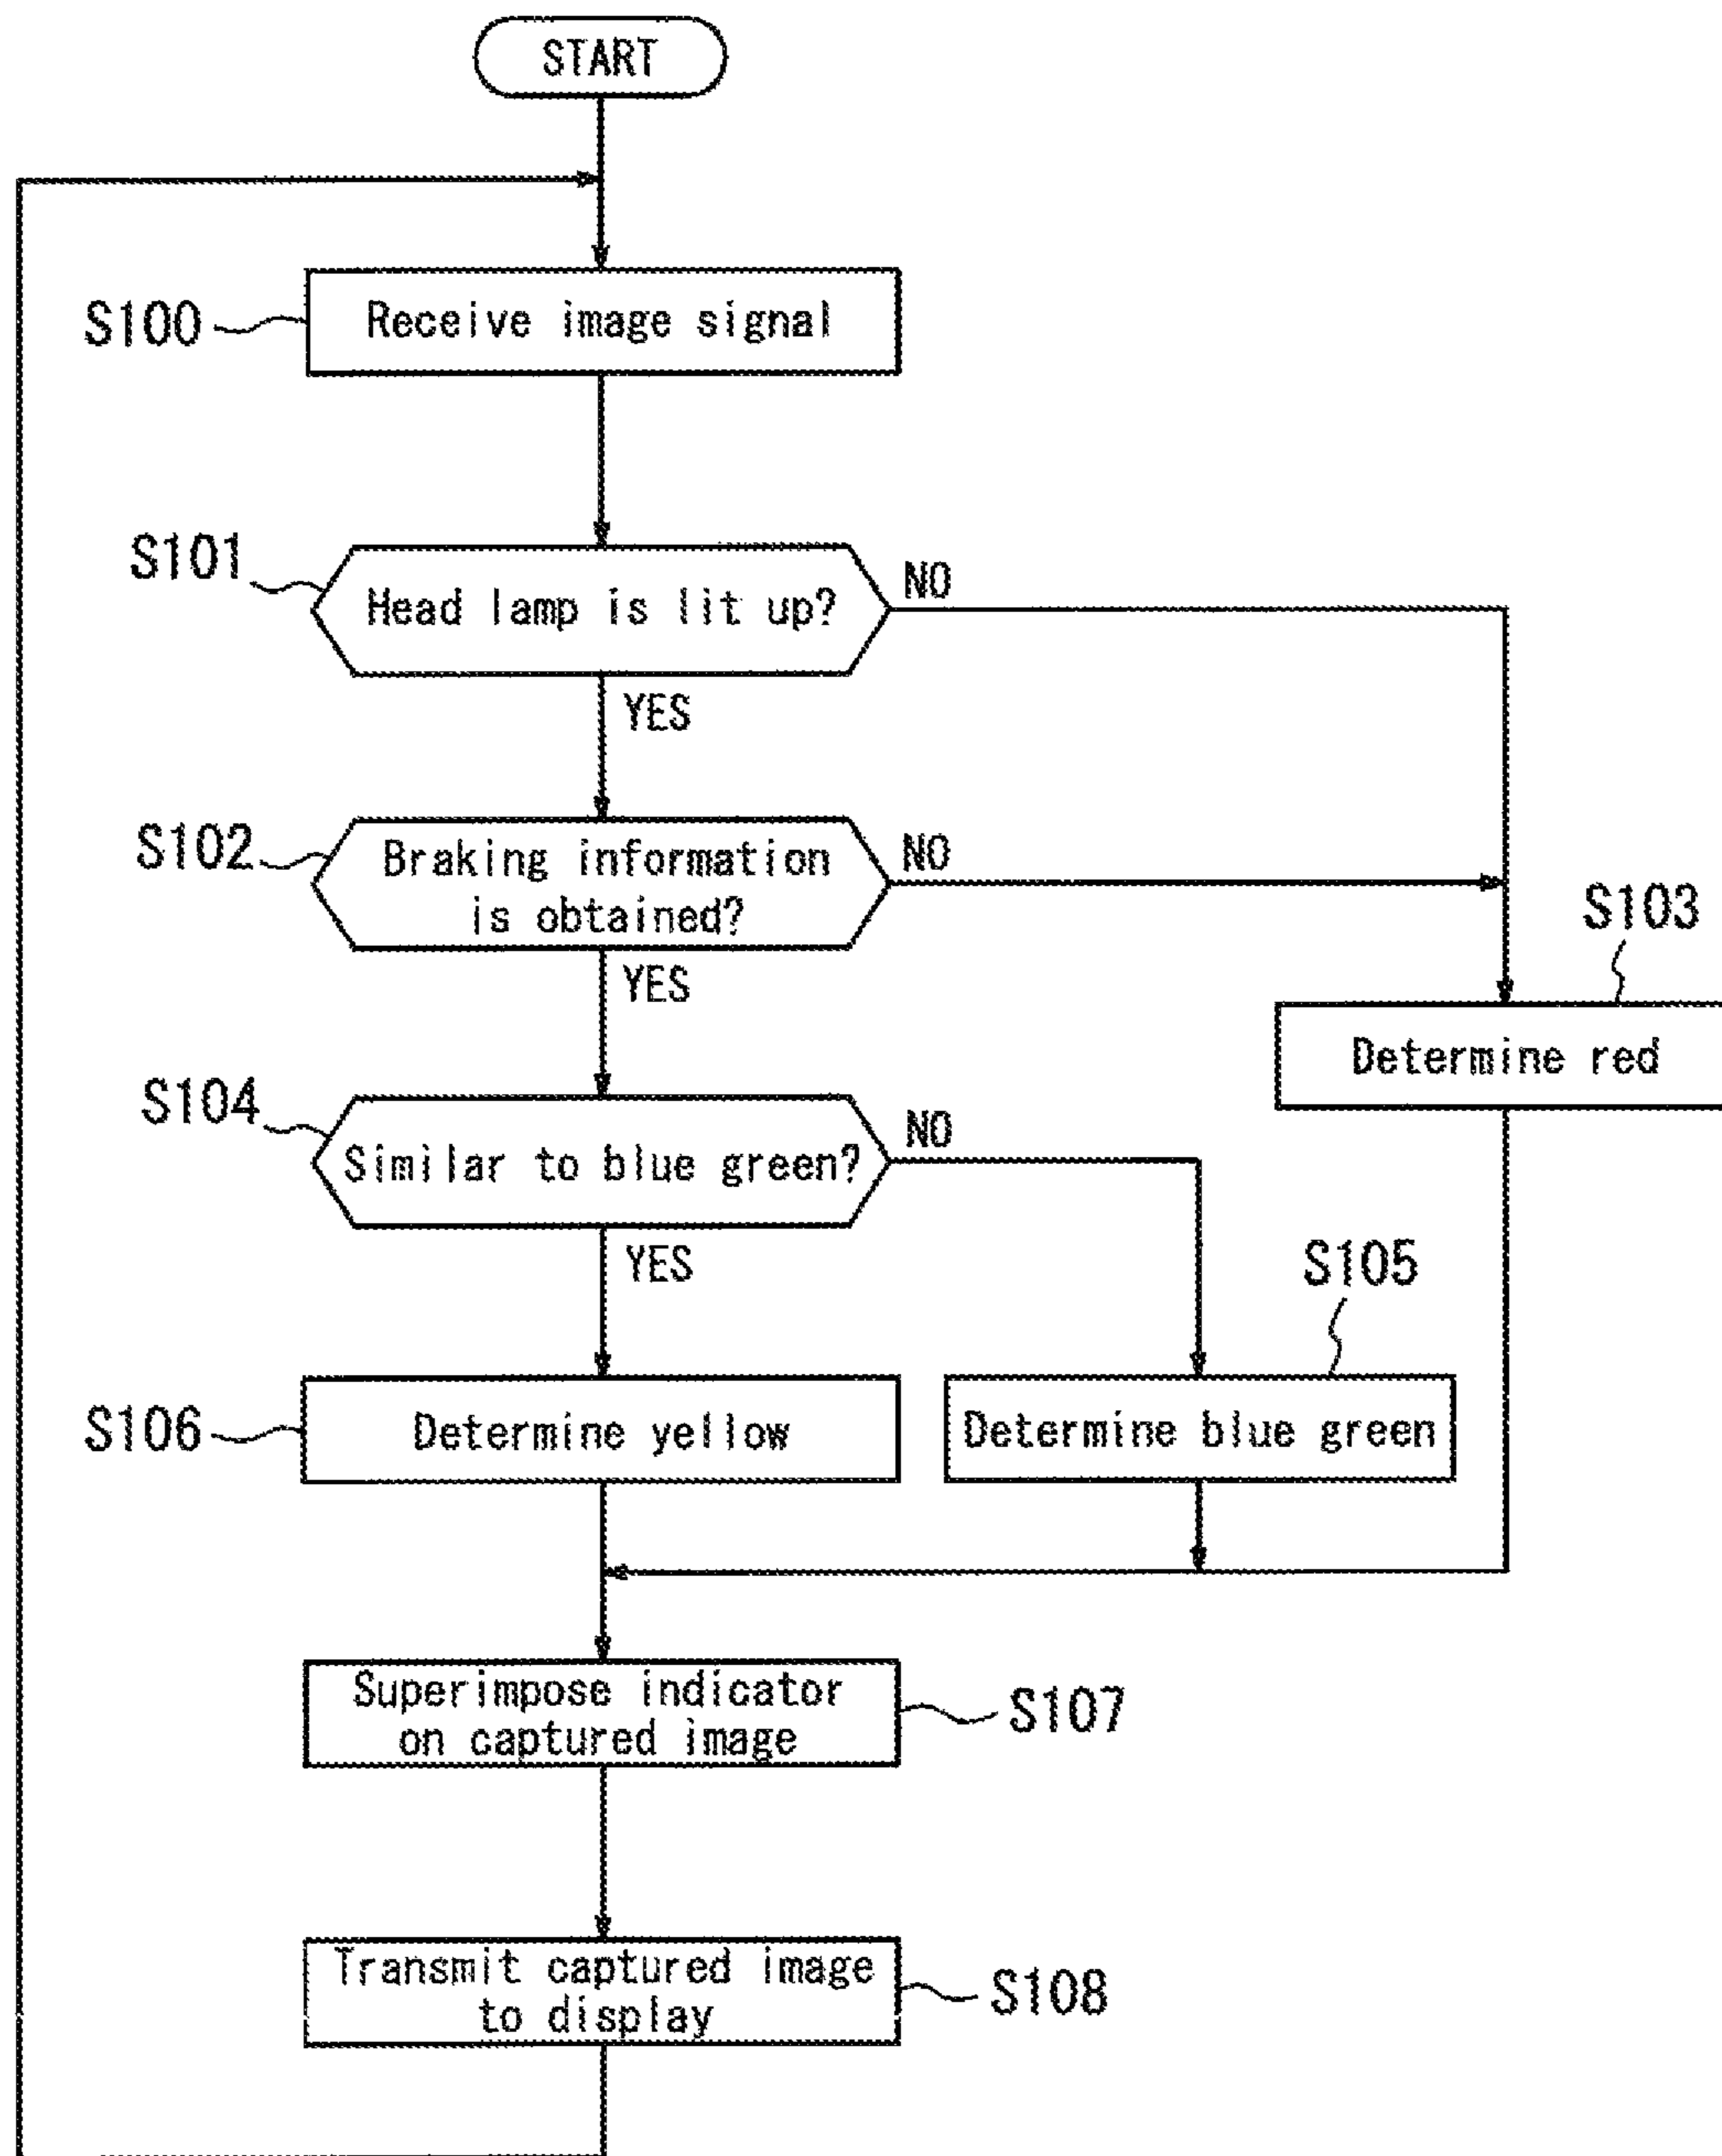 START
S100
Receive image signal
S101
Head lamp is lit up?
NO
YES
S102
Braking information
is obtained?
NO
YES
S103
Determine red
S104
Similar to blue green?
NO
YES
S105
Determine blue green
S106
Determine yellow
Superimpose indicator
on captured image
S107
Transmit captured image
to display
S108